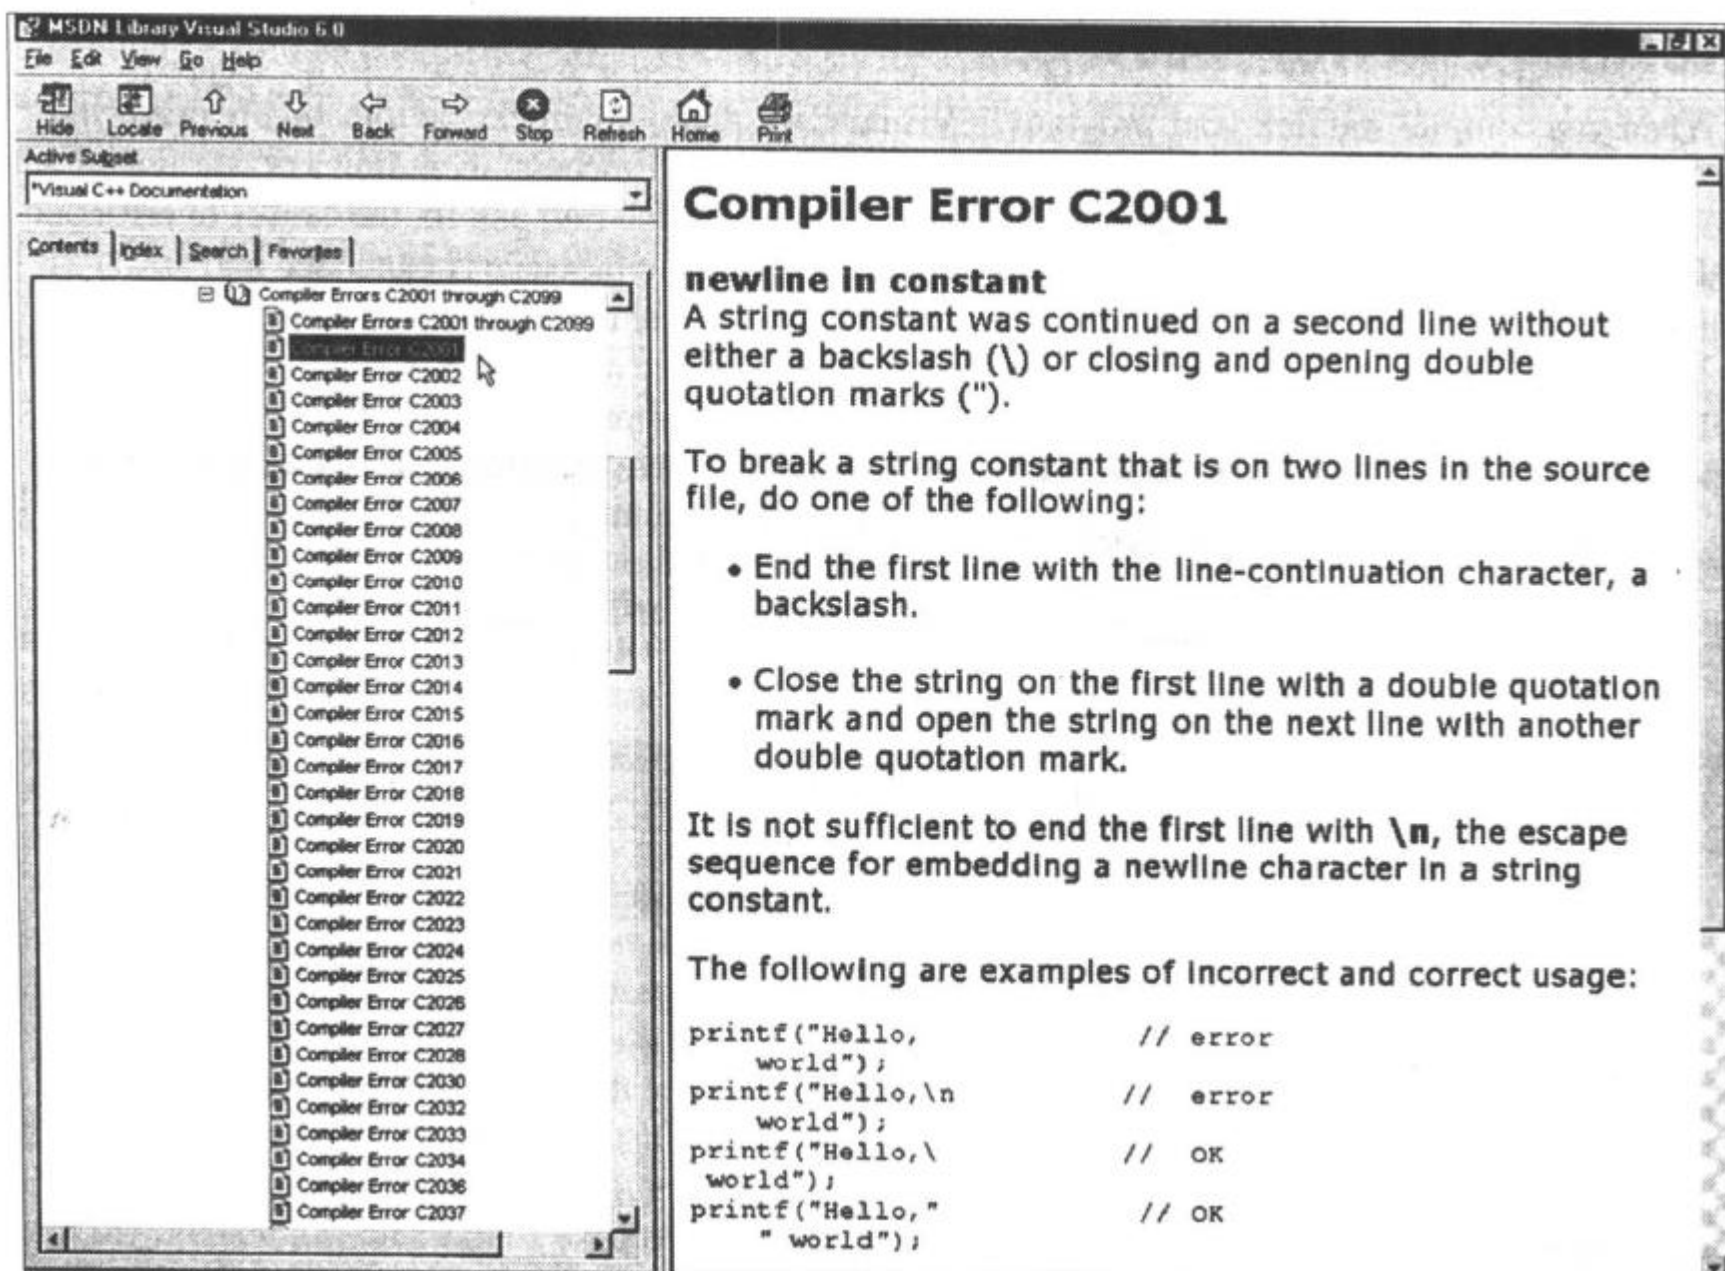 MSDN Library Visual Studio 6.0
File Edit View Go Help
Hide Locate Previous Next Back Forward Stop Refresh Home Print
Active Subset
*Visual C++ Documentation
Contents Index Search Favorites
Compiler Errors C2001 through C2099
Compiler Errors C2001 through C2099
Compiler Error C2001
Compiler Error C2002
Compiler Error C2003
Compiler Error C2004
Compiler Error C2005
Compiler Error C2006
Compiler Error C2007
Compiler Error C2008
Compiler Error C2009
Compiler Error C2010
Compiler Error C2011
Compiler Error C2012
Compiler Error C2013
Compiler Error C2014
Compiler Error C2015
Compiler Error C2016
Compiler Error C2017
Compiler Error C2018
Compiler Error C2019
Compiler Error C2020
Compiler Error C2021
Compiler Error C2022
Compiler Error C2023
Compiler Error C2024
Compiler Error C2025
Compiler Error C2026
Compiler Error C2027
Compiler Error C2028
Compiler Error C2030
Compiler Error C2032
Compiler Error C2033
Compiler Error C2034
Compiler Error C2036
Compiler Error C2037
Compiler Error C2001
newline in constant
A string constant was continued on a second line without
either a backslash (\) or closing and opening double
quotation marks (").
To break a string constant that is on two lines in the source
file, do one of the following:
• End the first line with the line-continuation character, a
backslash.
• Close the string on the first line with a double quotation
mark and open the string on the next line with another
double quotation mark.
It is not sufficient to end the first line with \n, the escape
sequence for embedding a newline character in a string
constant.
The following are examples of incorrect and correct usage:
printf("Hello, // error
world");
printf("Hello,\n // error
world");
printf("Hello,\ // OK
world");
printf("Hello," // OK
" world");